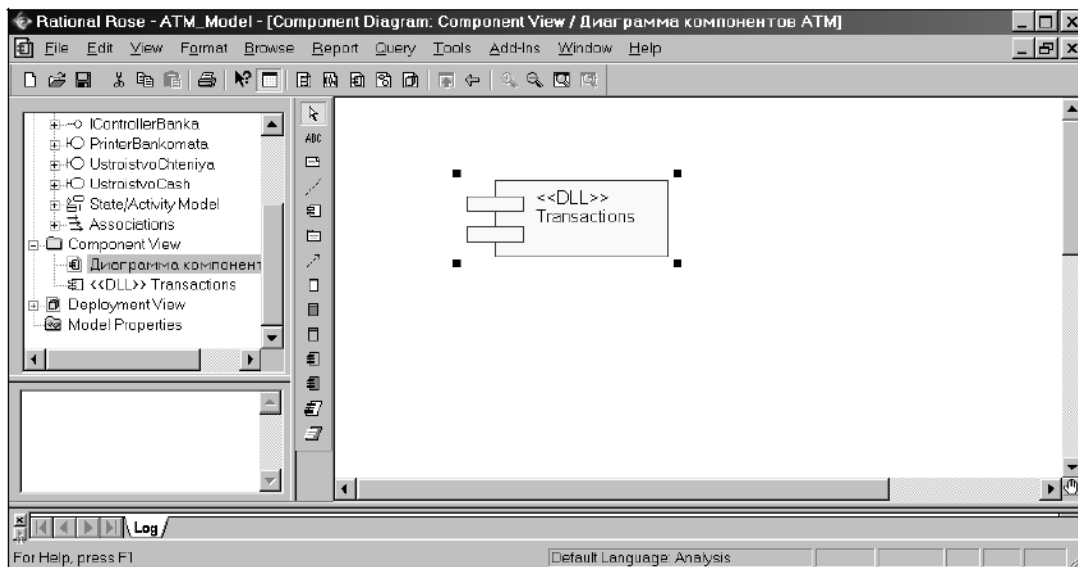 Rational Rose - ATM_Model - [Component Diagram: Component View / Диаграмма компонентов ATM]
File Edit View Format Browse Report Query Tools Add-Ins Window Help
IControllerBanka
PrinterBankomata
UstroistvoChteniya
UstroistvoCash
State/Activity Model
Associations
Component View
Диаграмма компонент
<<DLL>> Transactions
Deployment View
Model Properties
ABC
<<DLL>>
Transactions
Log
For Help, press F1
Default Language: Analysis